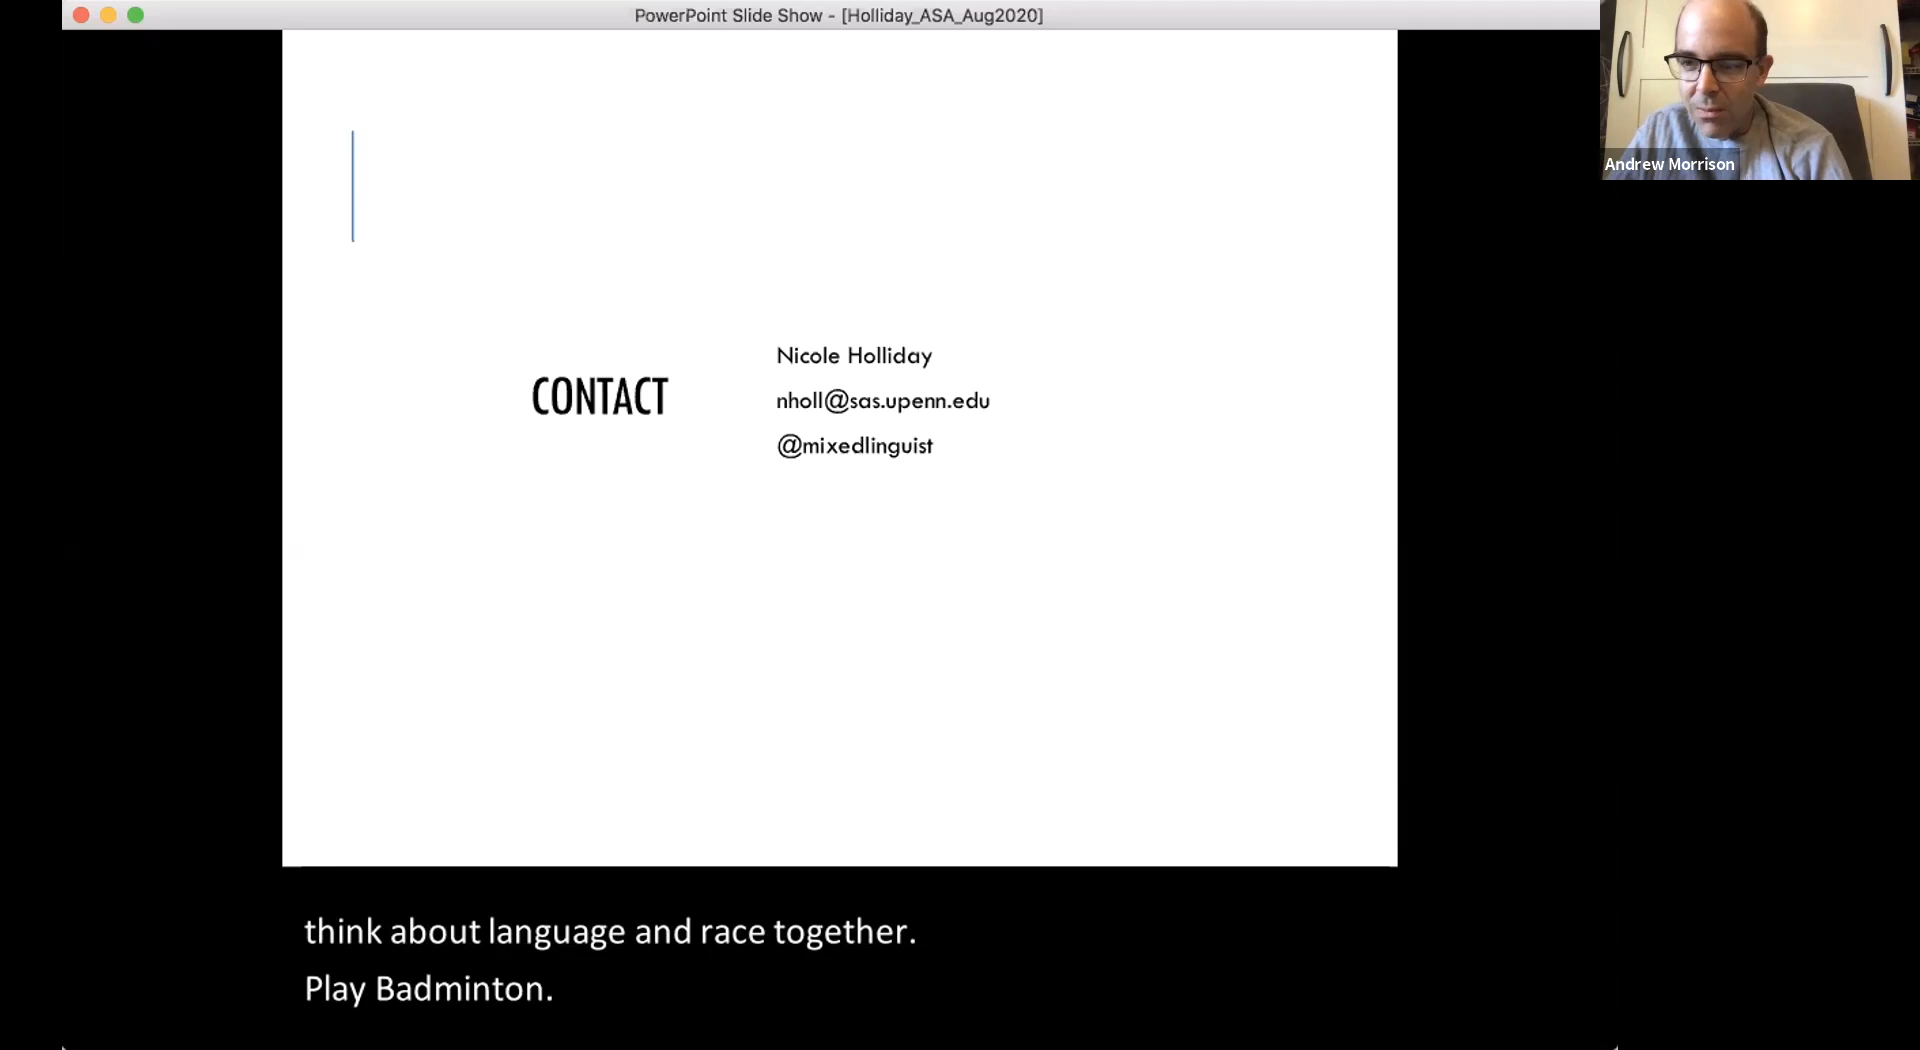 PowerPoint Slide Show - [Holliday_ASA_Aug2020]
Andrew Morrison
CONTACT
Nicole Holliday
nholl@sas.upenn.edu
@mixedlinguist
think about language and race together.
Play Badminton.